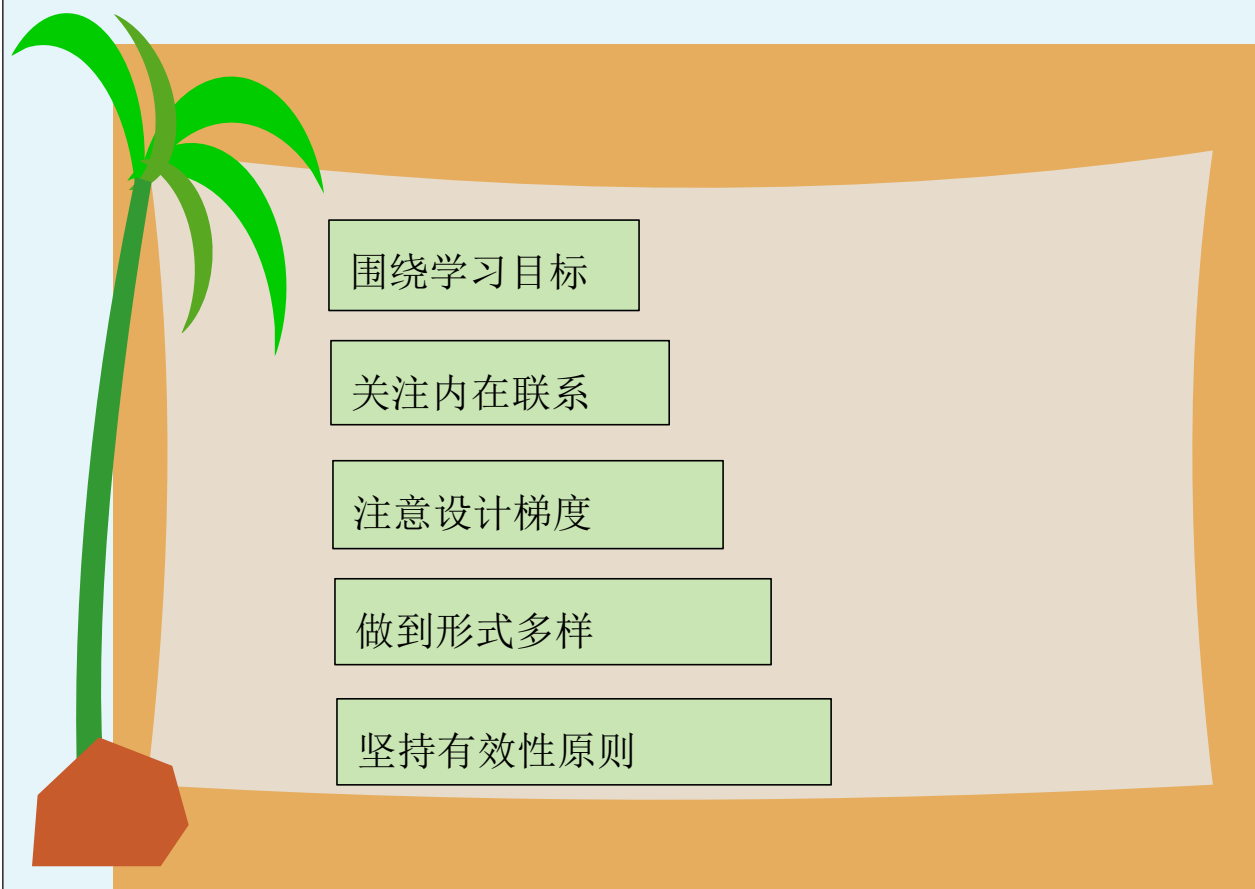 围绕学习目标
关注内在联系
注意设计梯度
做到形式多样
坚持有效性原则